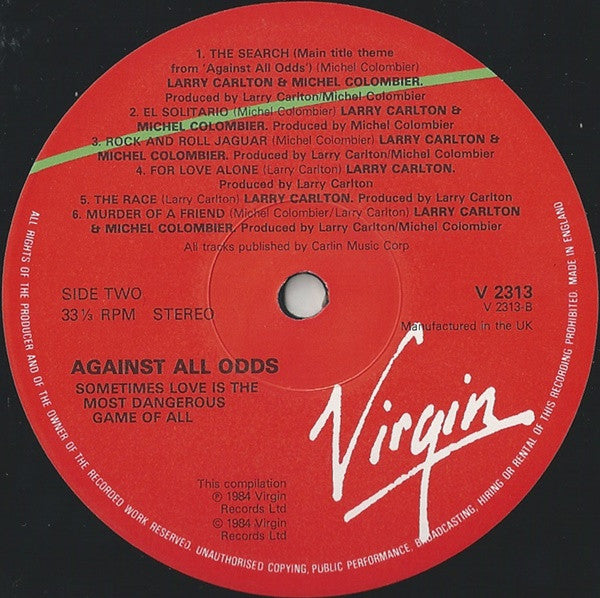 1. THE SEARCH (Main title theme
from 'Against All Odds') (Michel Colombier)
LARRY CARLTON & MICHEL COLOMBIER.
Produced by Larry Carlton/Michel Colombier
2. EL SOLITARIO (Michel Colombier) LARRY CARLTON &
MICHEL COLOMBIER. Produced by Michel Colombier
3. ROCK AND ROLL JAGUAR (Michel Colombier) LARRY CARLTON &
MICHEL COLOMBIER. Produced by Larry Carlton/Michel Colombier
4. FOR LOVE ALONE (Larry Carlton) LARRY CARLTON.
Produced by Larry Carlton
5. THE RACE (Larry Carlton) LARRY CARLTON. Produced by Larry Carlton
6. MURDER OF A FRIEND (Michel Colombier/Larry Carlton) LARRY CARLTON
& MICHEL COLOMBIER. Produced by Larry Carlton/Michel Colombier
All tracks published by Carlin Music Corp
SIDE TWO
33⅓ RPM STEREO
V 2313
V 2313-B
Manufactured in the UK
AGAINST ALL ODDS
SOMETIMES LOVE IS THE
MOST DANGEROUS
GAME OF ALL
Virgin
This compilation
℗ 1984 Virgin
Records Ltd
© 1984 Virgin
Records Ltd
ALL RIGHTS OF THE PRODUCER AND OF THE OWNER OF THE RECORDED WORK RESERVED. UNAUTHORISED COPYING, PUBLIC PERFORMANCE, BROADCASTING, HIRING OR RENTAL OF THIS RECORDING PROHIBITED. MADE IN ENGLAND